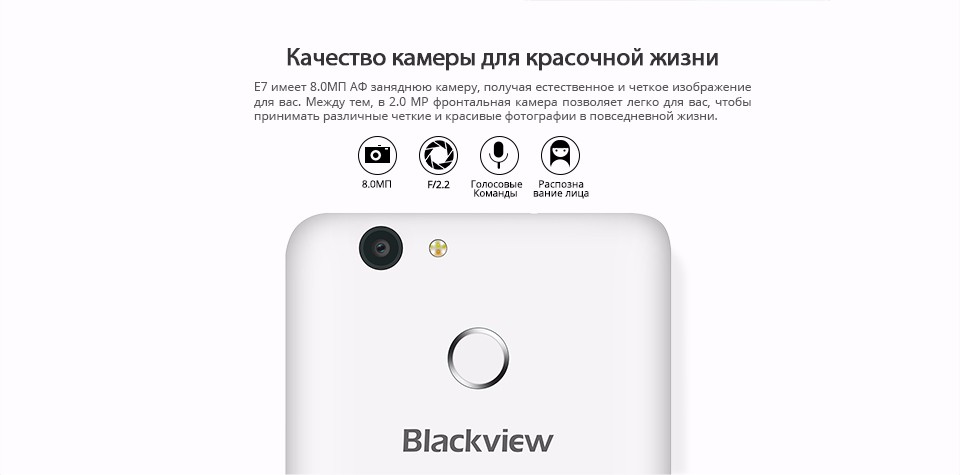 Качество камеры для красочной жизни
E7 имеет 8.0МП АФ заняднюю камеру, получая естественное и четкое изображение
для вас. Между тем, в 2.0 MP фронтальная камера позволяет легко для вас, чтобы
принимать различные четкие и красивые фотографии в повседневной жизни.
8.0МП
F/2.2
Голосовые
Команды
Распозна
вание лица
Blackview